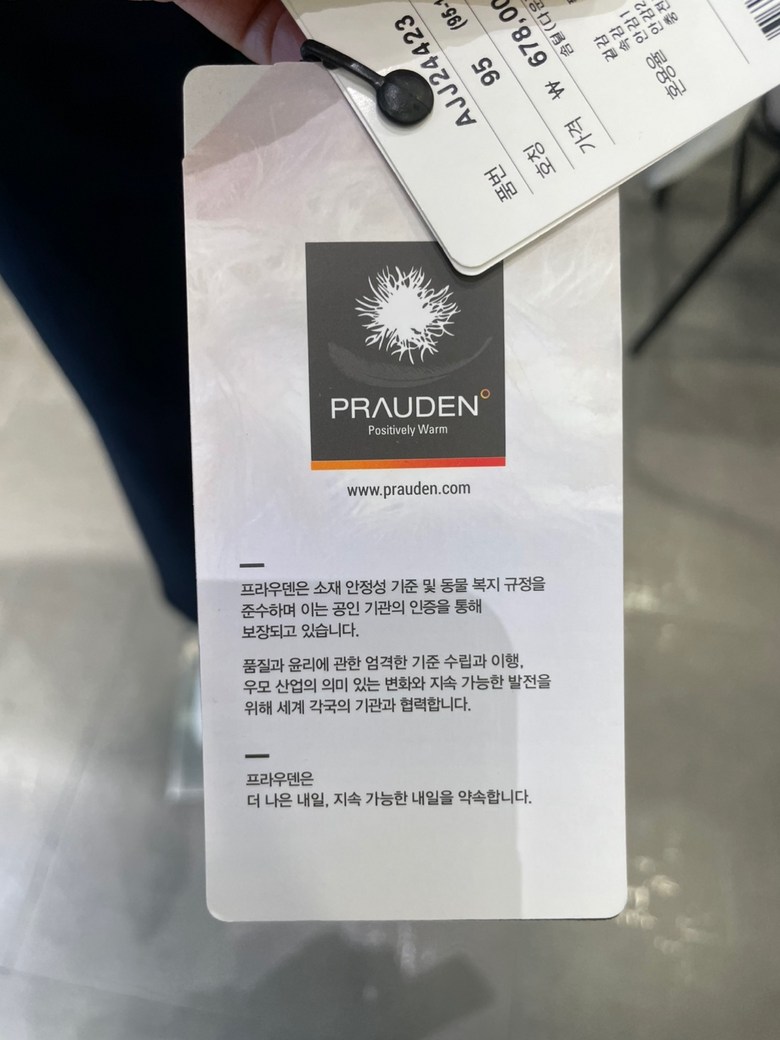 품번
AJJ24423
호칭
95
(95-
가격
₩ 678,00
PRAUDEN
Positively Warm
www.prauden.com
프라우덴은 소재 안정성 기준 및 동물 복지 규정을
준수하며 이는 공인 기관의 인증을 통해
보장되고 있습니다.
품질과 윤리에 관한 엄격한 기준 수립과 이행,
우모 산업의 의미 있는 변화와 지속 가능한 발전을
위해 세계 각국의 기관과 협력합니다.
프라우덴은
더 나은 내일, 지속 가능한 내일을 약속합니다.